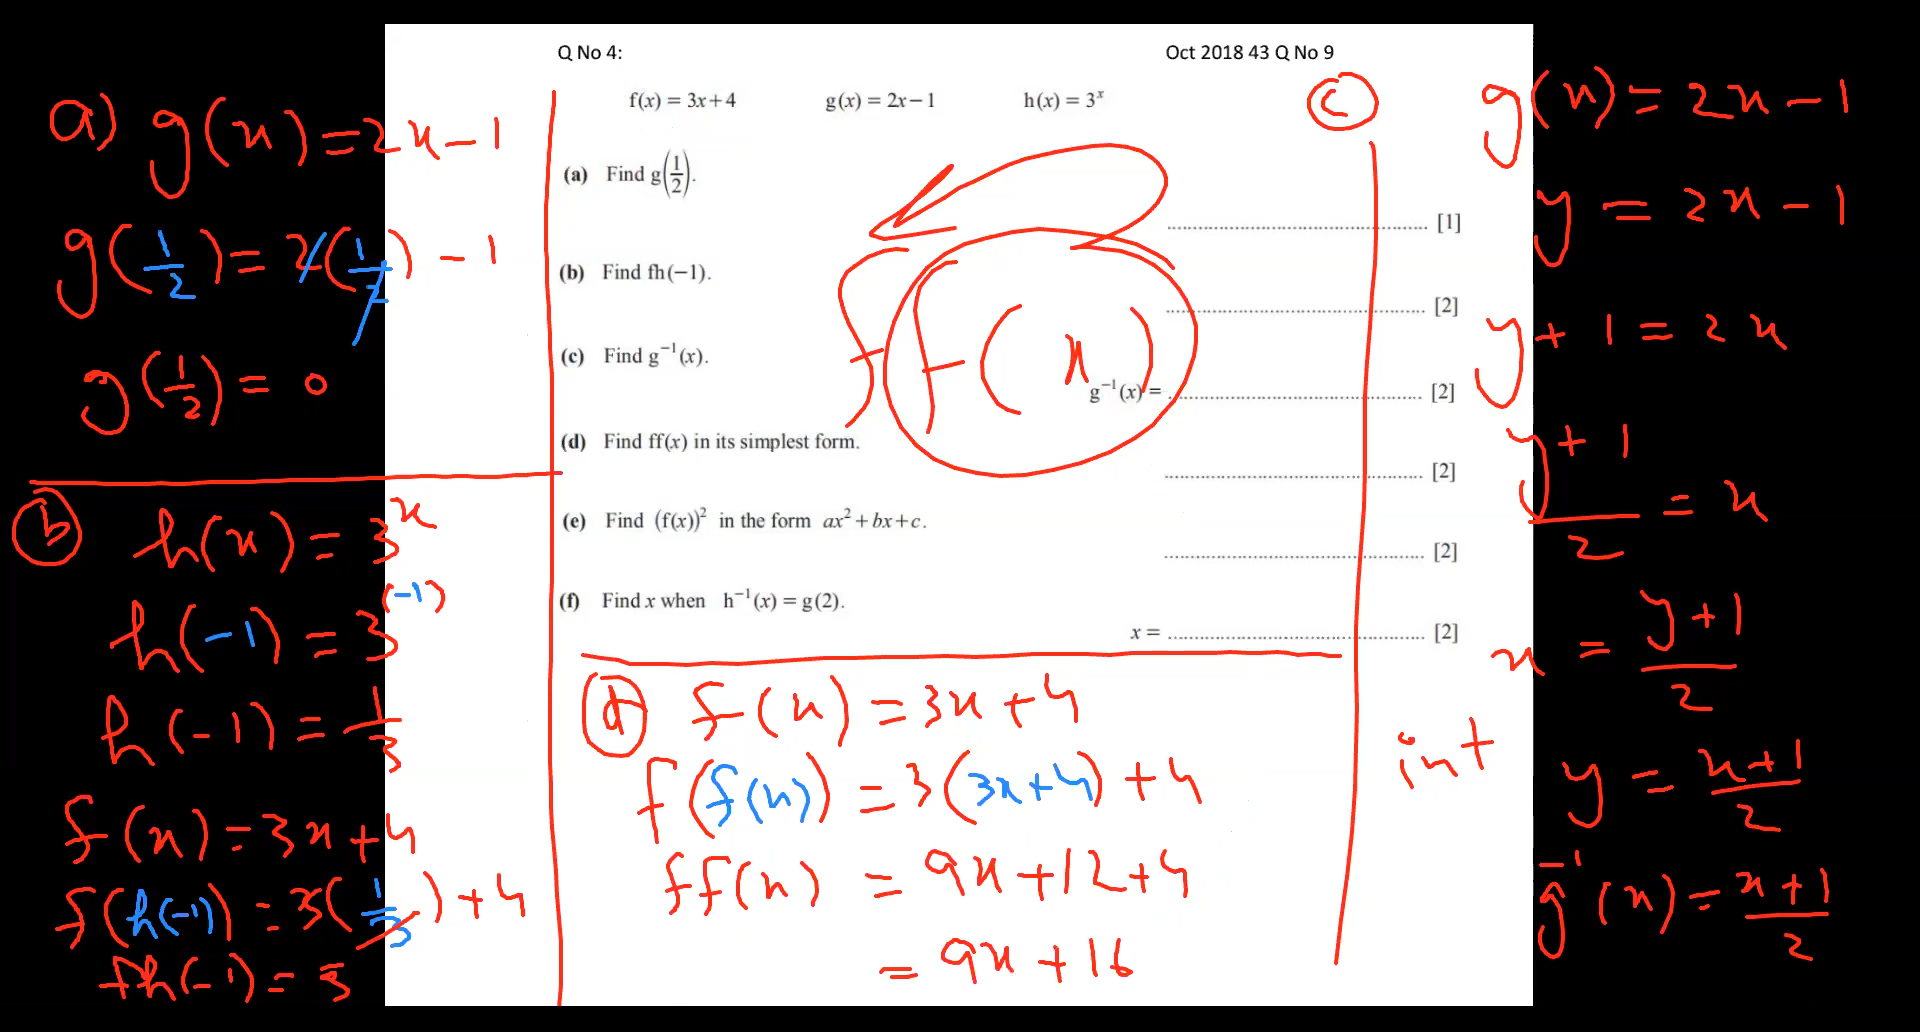 Q No 4:
Oct 2018 43 Q No 9
f(x) = 3x+4 g(x) = 2x−1 h(x) = 3ˣ
(a) Find g(1/2).
[1]
(b) Find fh(−1).
[2]
(c) Find g⁻¹(x).
g⁻¹(x) =
[2]
(d) Find ff(x) in its simplest form.
[2]
(e) Find (f(x))² in the form ax²+bx+c.
[2]
(f) Find x when h⁻¹(x) = g(2).
x =
[2]
a) g(x) = 2x − 1
g(1/2) = 2(1/2) − 1
g(1/2) = 0
b
h(x) = 3ˣ
h(−1) = 3^(−1)
h(−1) = 1/3
f(x) = 3x+4
f(h(−1)) = 3(1/3) + 4
fh(−1) = 5
ff(x)
c
g(x) = 2x − 1
y = 2x − 1
y + 1 = 2x
y + 1 / 2 = x
x = y+1 / 2
int
y = x+1 / 2
g⁻¹(x) = x+1 / 2
d
f(x) = 3x+4
f(f(x)) = 3(3x+4) + 4
ff(x) = 9x+12+4
= 9x + 16